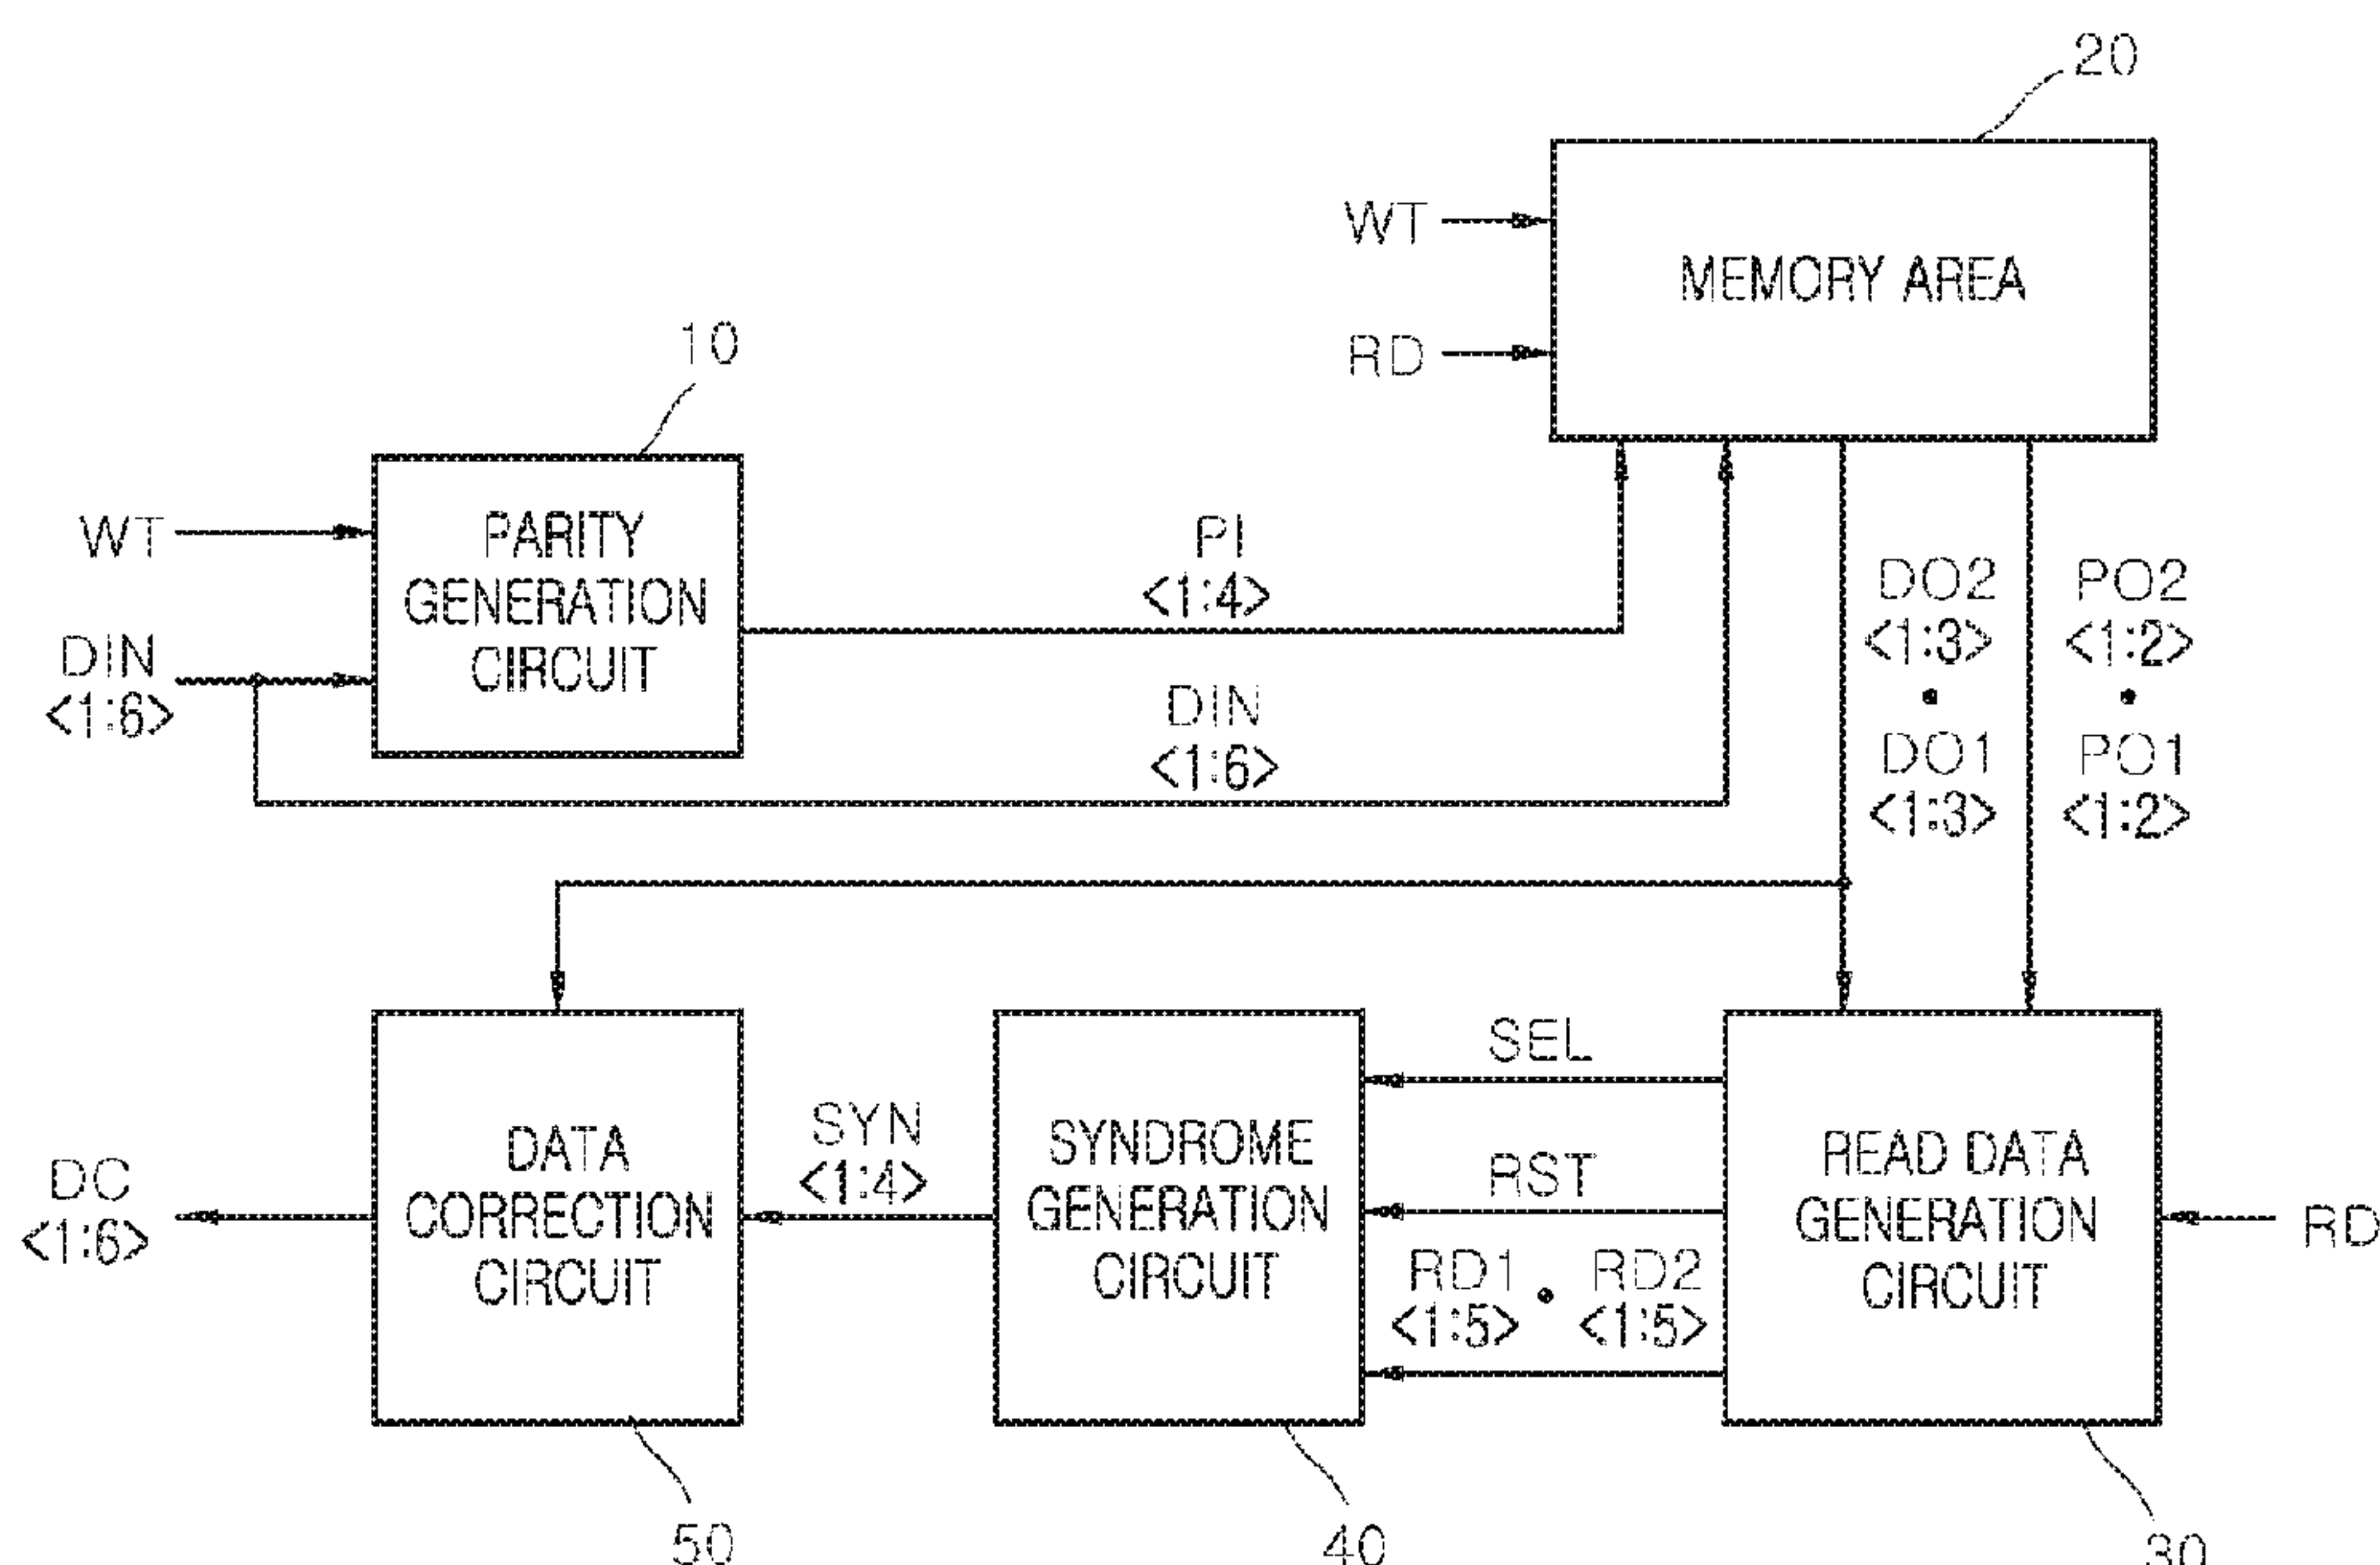 20
WT
MEMORY AREA
RD
10
WT
PARITY
GENERATION
CIRCUIT
DIN
<1:6>
PI
<1:4>
DIN
<1:6>
DO2
<1:3>
•
DO1
<1:3>
PO2
<1:2>
•
PO1
<1:2>
DC
<1:6>
DATA
CORRECTION
CIRCUIT
SYN
<1:4>
SYNDROME
GENERATION
CIRCUIT
SEL
RST
RD1 • RD2
<1:5> <1:5>
READ DATA
GENERATION
CIRCUIT
RD
50
40
30